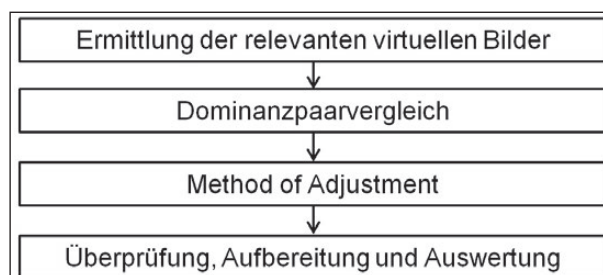 Ermittlung der relevanten virtuellen Bilder
Dominanzpaarvergleich
Method of Adjustment
Überprüfung, Aufbereitung und Auswertung